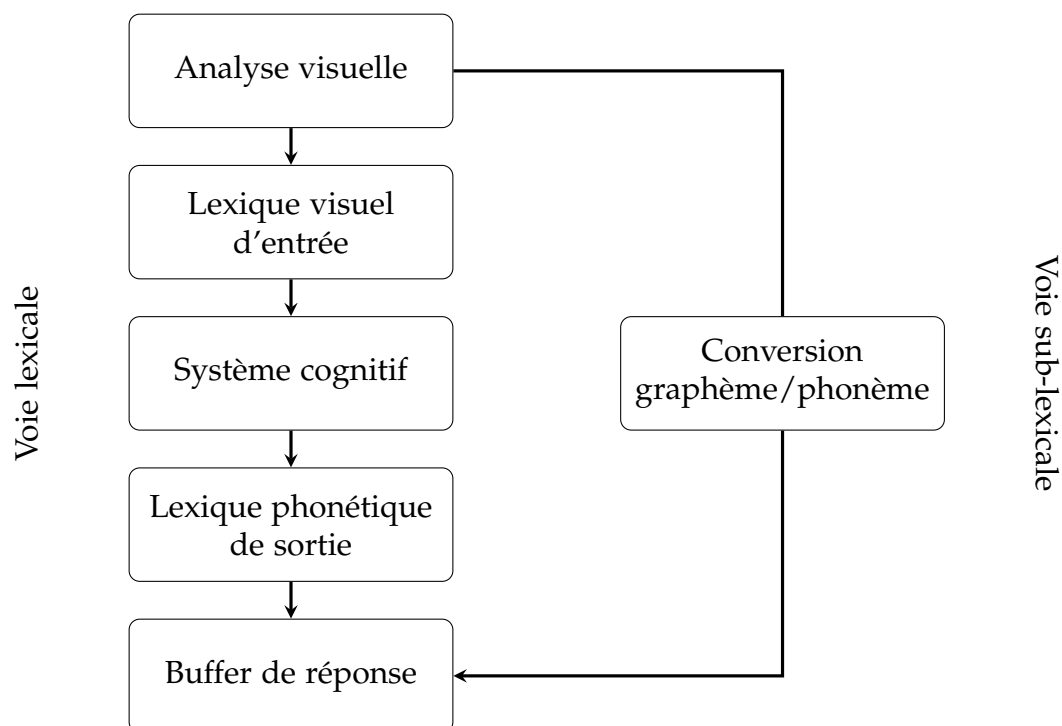 Analyse visuelle
Lexique visuel
d'entrée
Système cognitif
Lexique phonétique
de sortie
Buffer de réponse
Conversion
graphème/phonème
Voie lexicale
Voie sub-lexicale